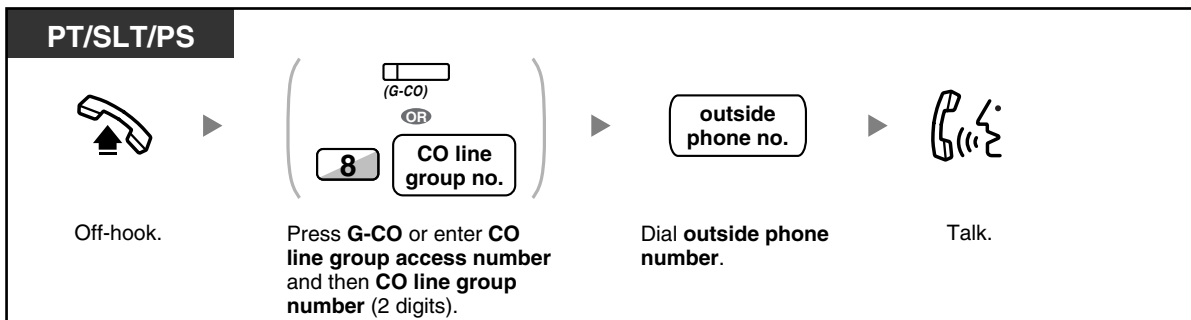 PT/SLT/PS
(G-CO)
OR
8
CO line
group no.
outside
phone no.
Off-hook.
Press G-CO or enter CO
line group access number
and then CO line group
number (2 digits).
Dial outside phone
number.
Talk.